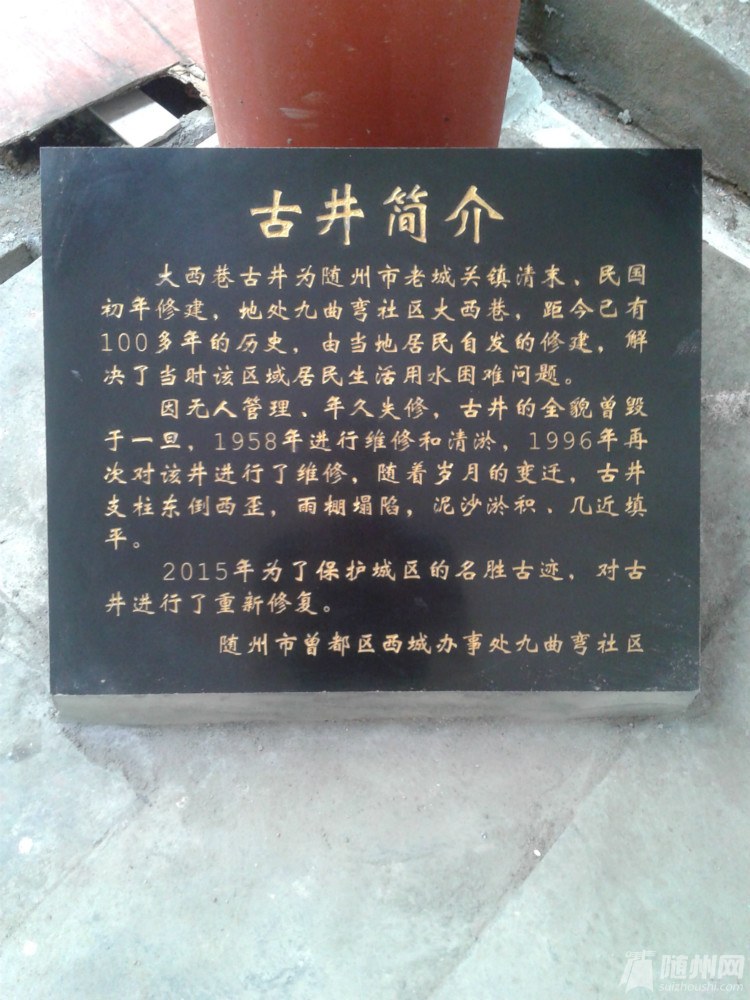 古井简介
大西巷古井为随州市老城关镇清末、民国
初年修建，地处九曲弯社区大西巷，距今已有
100多年的历史，由当地居民自发的修建，解
决了当时该区域居民生活用水困难问题。
因无人管理、年久失修，古井的全貌曾毁
于一旦，1958年进行维修和清淤，1996年再
次对该井进行了维修，随着岁月的变迁，古井
支柱东倒西歪，雨棚塌陷，泥沙淤积、几近填
平。
2015年为了保护城区的名胜古迹，对古
井进行了重新修复。
随州市曾都区西城办事处九曲弯社区
随州网
suizhoushi.com